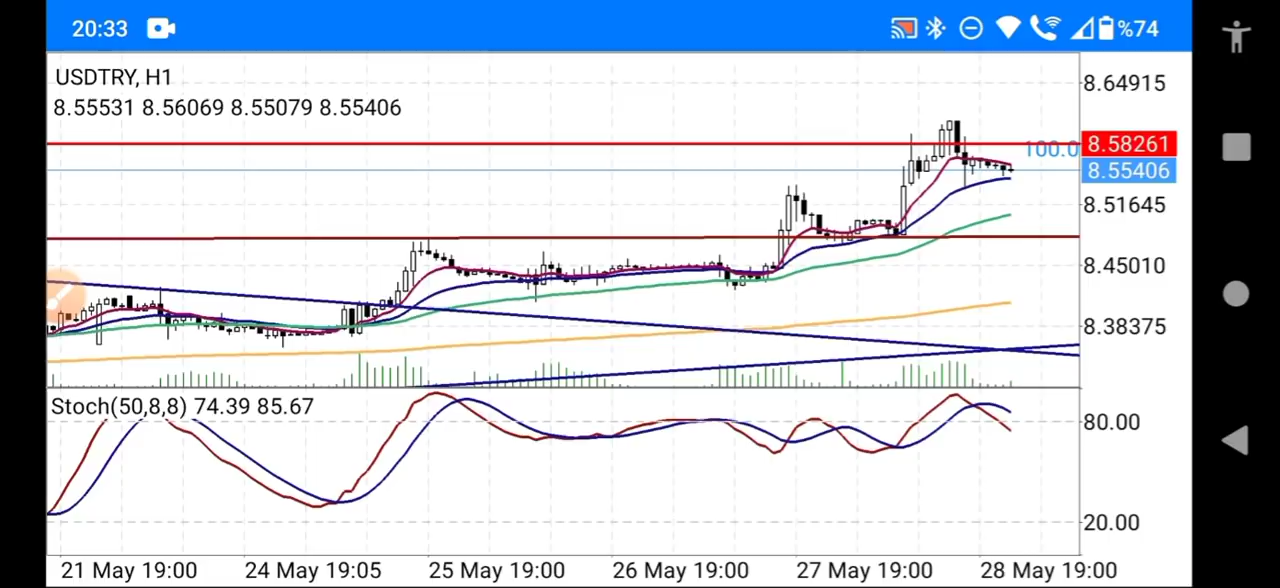 20:33 %74
USDTRY, H1
8.55531 8.56069 8.55079 8.55406
8.64915
100.0
8.58261
8.55406
8.51645
8.45010
8.38375
Stoch(50,8,8) 74.39 85.67
80.00
20.00
21 May 19:00 24 May 19:05 25 May 19:00 26 May 19:00 27 May 19:00 28 May 19:00